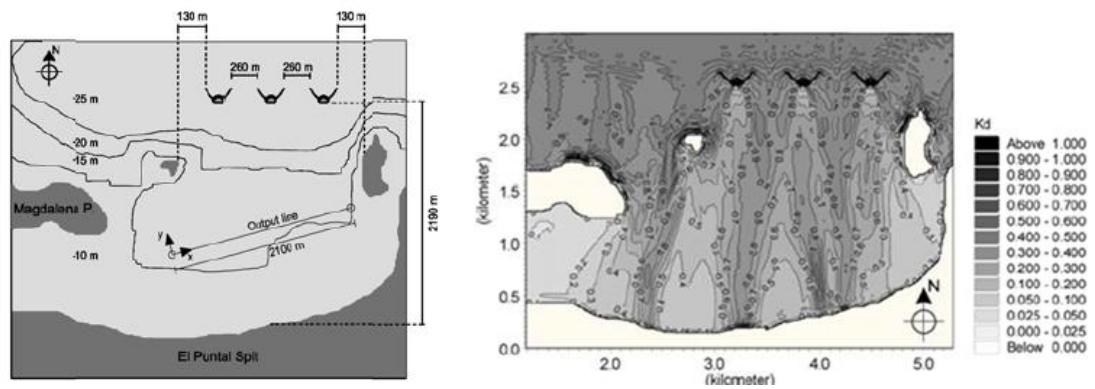 130 m
130 m
N
260 m
260 m
-25 m
-20 m
-15 m
Magdalena P
Output line
y
x
2100 m
-10 m
2190 m
El Puntal Spit
2.5
2.0
1.5
1.0
0.5
0.0
(kilometer)
2.0
3.0
4.0
5.0
(kilometer)
N
Kd
Above 1.000
0.900 - 1.000
0.800 - 0.900
0.700 - 0.800
0.600 - 0.700
0.500 - 0.600
0.400 - 0.500
0.300 - 0.400
0.200 - 0.300
0.100 - 0.200
0.050 - 0.100
0.025 - 0.050
0.000 - 0.025
Below 0.000